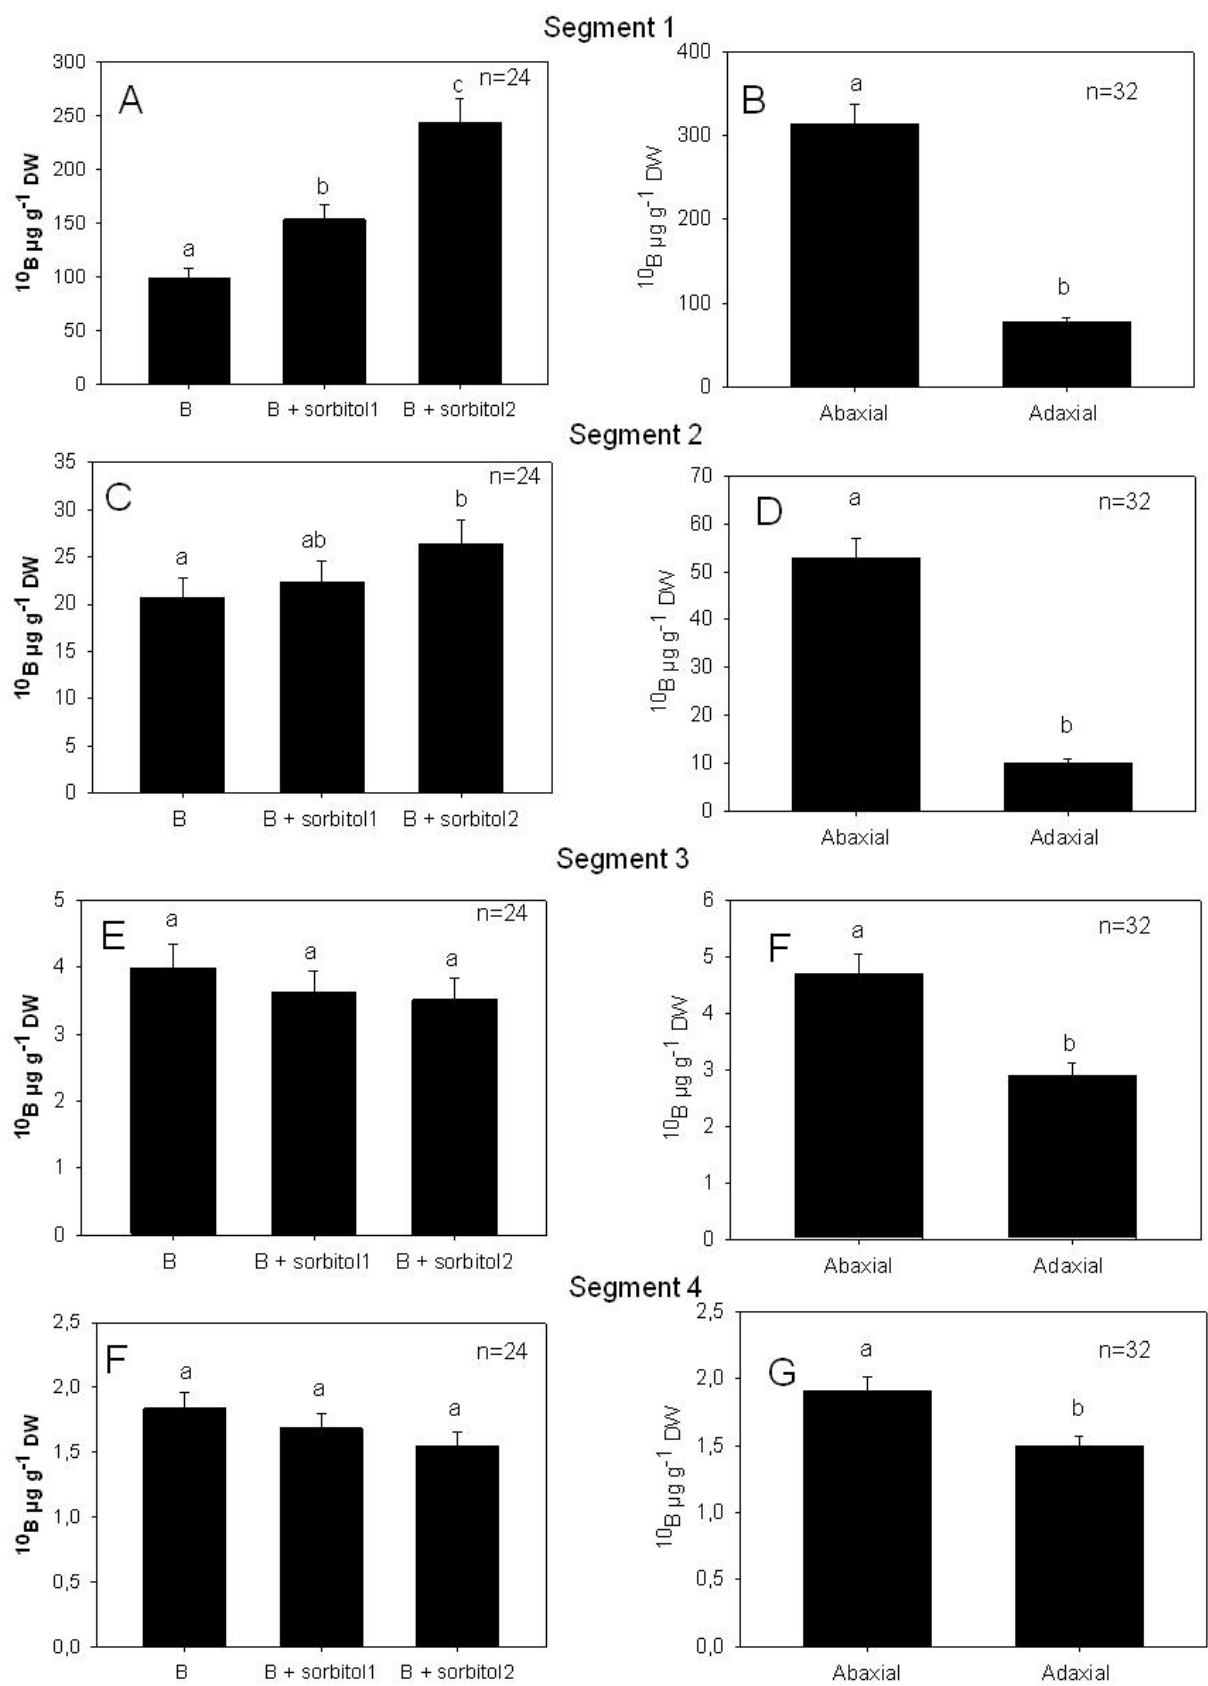 Segment 1
300
250
200
150
100
50
0
¹⁰B µg g⁻¹ DW
A
n=24
a
b
c
B
B + sorbitol1
B + sorbitol2
400
300
200
100
0
¹⁰B µg g⁻¹ DW
B
n=32
a
b
Abaxial
Adaxial
Segment 2
35
30
25
20
15
10
5
0
¹⁰B µg g⁻¹ DW
C
n=24
a
ab
b
B
B + sorbitol1
B + sorbitol2
70
60
50
40
30
20
10
0
¹⁰B µg g⁻¹ DW
D
n=32
a
b
Abaxial
Adaxial
Segment 3
5
4
3
2
1
0
¹⁰B µg g⁻¹ DW
E
n=24
a
a
a
B
B + sorbitol1
B + sorbitol2
6
5
4
3
2
1
0
¹⁰B µg g⁻¹ DW
F
n=32
a
b
Abaxial
Adaxial
Segment 4
2,5
2,0
1,5
1,0
0,5
0,0
¹⁰B µg g⁻¹ DW
F
n=24
a
a
a
B
B + sorbitol1
B + sorbitol2
2,5
2,0
1,5
1,0
0,5
0,0
¹⁰B µg g⁻¹ DW
G
n=32
a
b
Abaxial
Adaxial